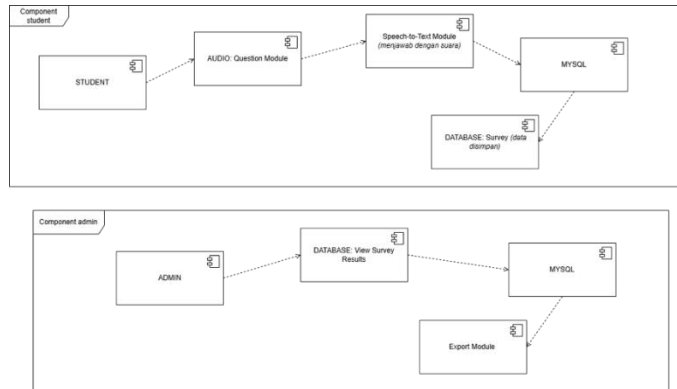 Component
student
STUDENT
AUDIO: Question Module
Speech-to-Text Module
(menjawab dengan suara)
MYSQL
DATABASE: Survey (data
disimpan)
Component admin
ADMIN
DATABASE: View Survey
Results
MYSQL
Export Module